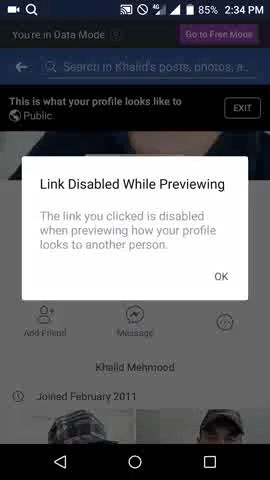 85% 2:34 PM
You're in Data Mode
Go to Free Mode
Search in Khalid's posts, photos, a..
This is what your profile looks like to
Public
EXIT
Link Disabled While Previewing
The link you clicked is disabled
when previewing how your profile
looks to another person.
OK
Add Friend
Message
Khalid Mehmood
Joined February 2011